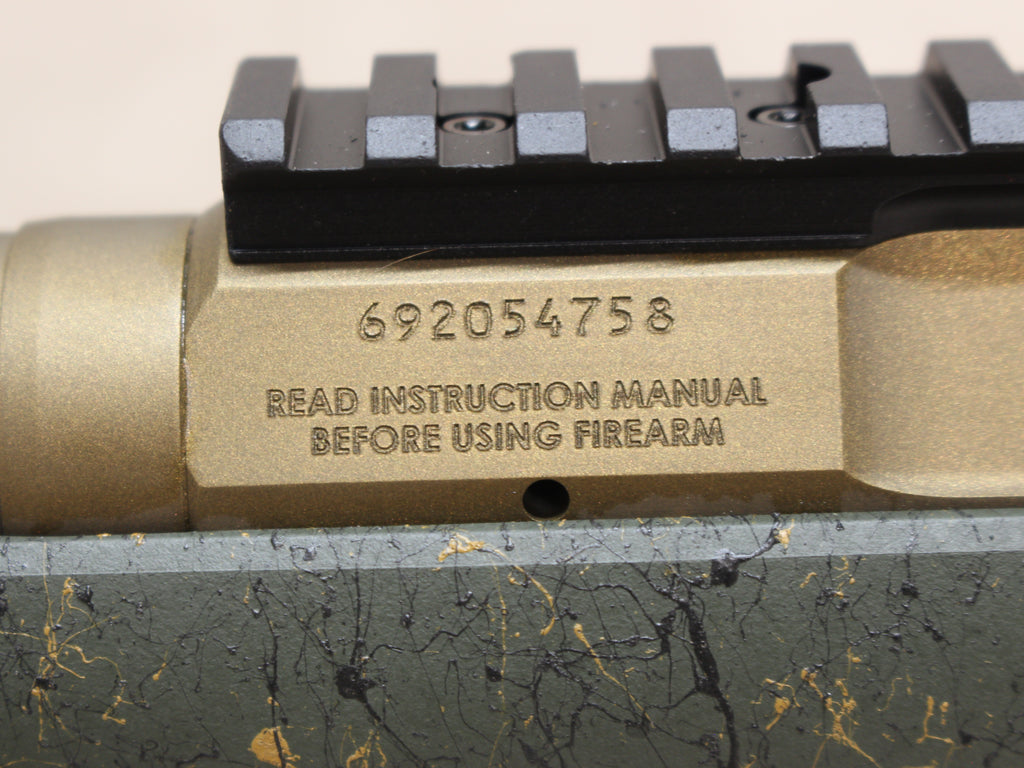 692054758
READ INSTRUCTION MANUAL
BEFORE USING FIREARM